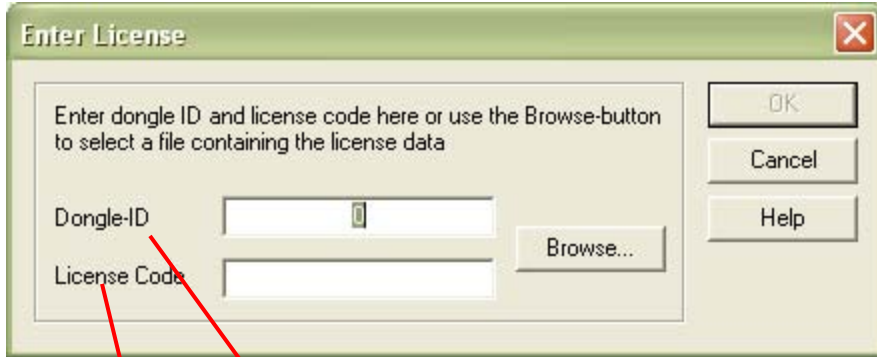 Enter License
Enter dongle ID and license code here or use the Browse-button
to select a file containing the license data
OK
Cancel
Help
Dongle-ID
0
Browse...
License Code